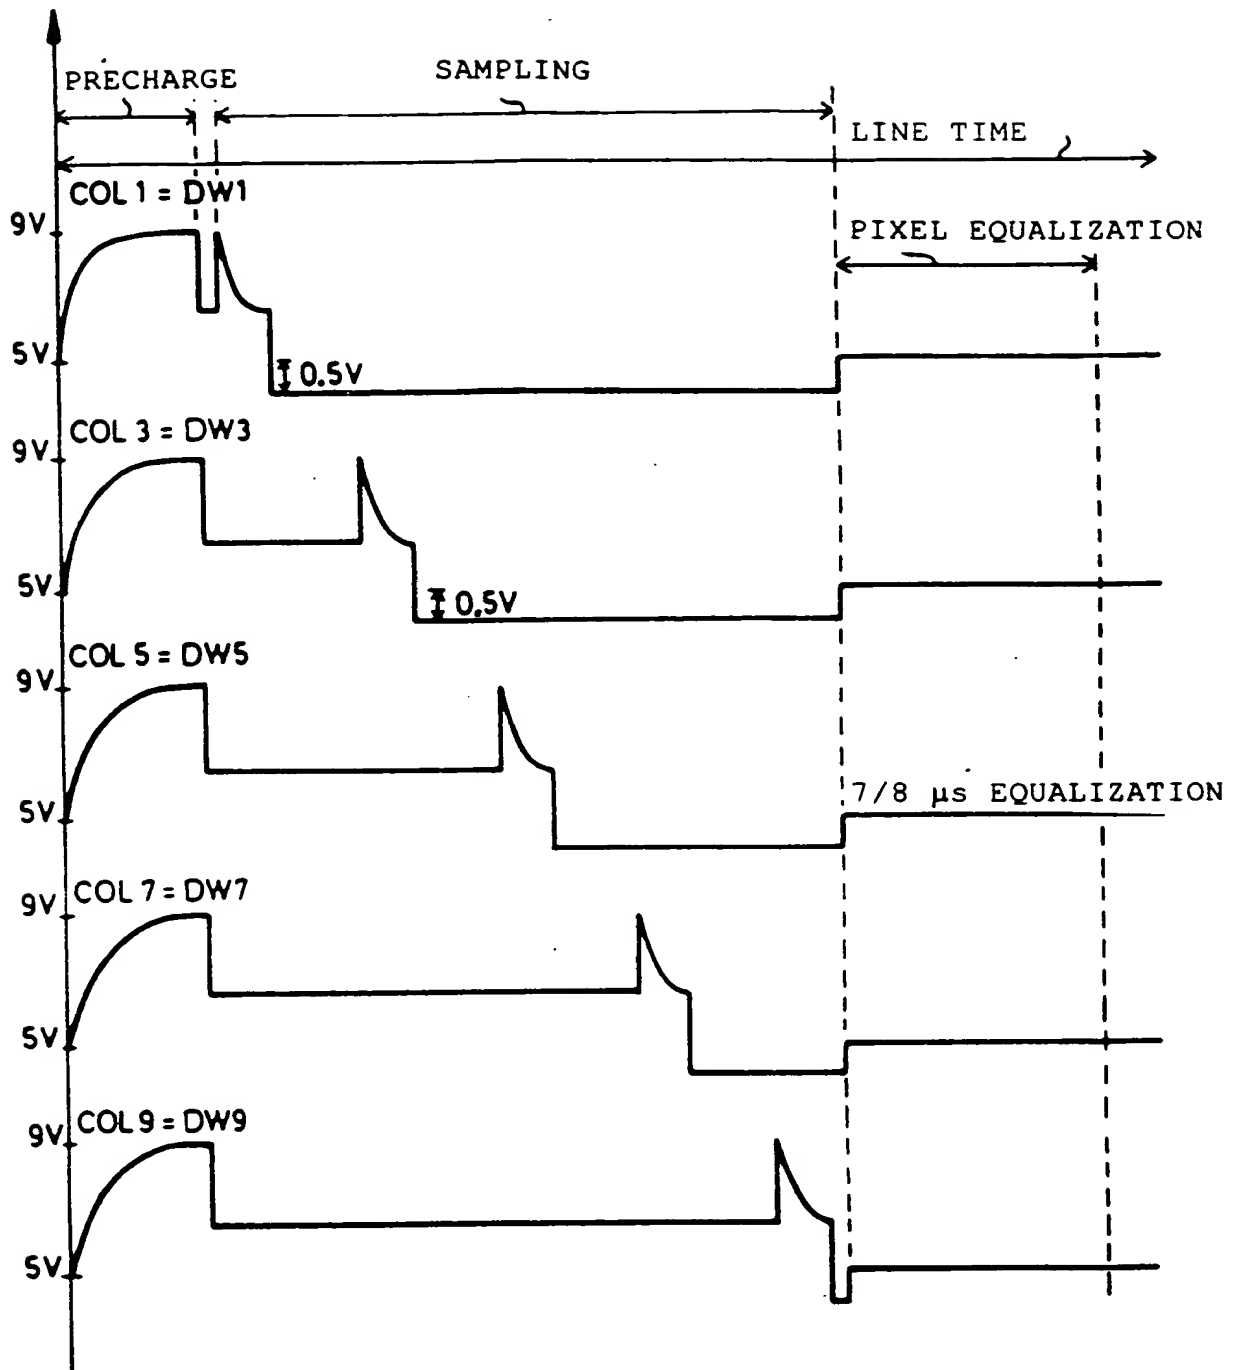 PRECHARGE
SAMPLING
LINE TIME
COL 1 = DW1
9V
PIXEL EQUALIZATION
5V
0.5V
COL 3 = DW3
9V
5V
0.5V
COL 5 = DW5
9V
7/8 µs EQUALIZATION
5V
COL 7 = DW7
9V
5V
COL 9 = DW9
9V
5V